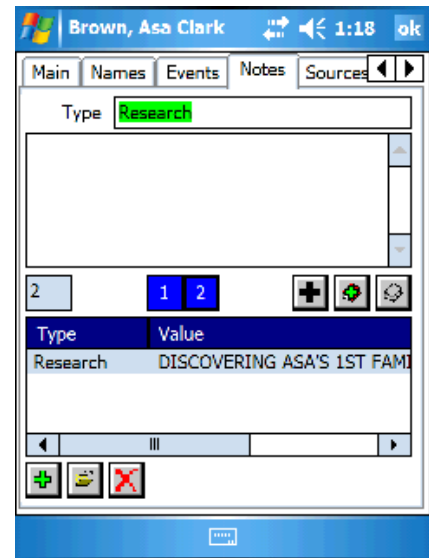 Brown, Asa Clark 1:18 ok
Main Names Events Notes Sources
Type Research
2 1 2
Type Value
Research DISCOVERING ASA'S 1ST FAMI